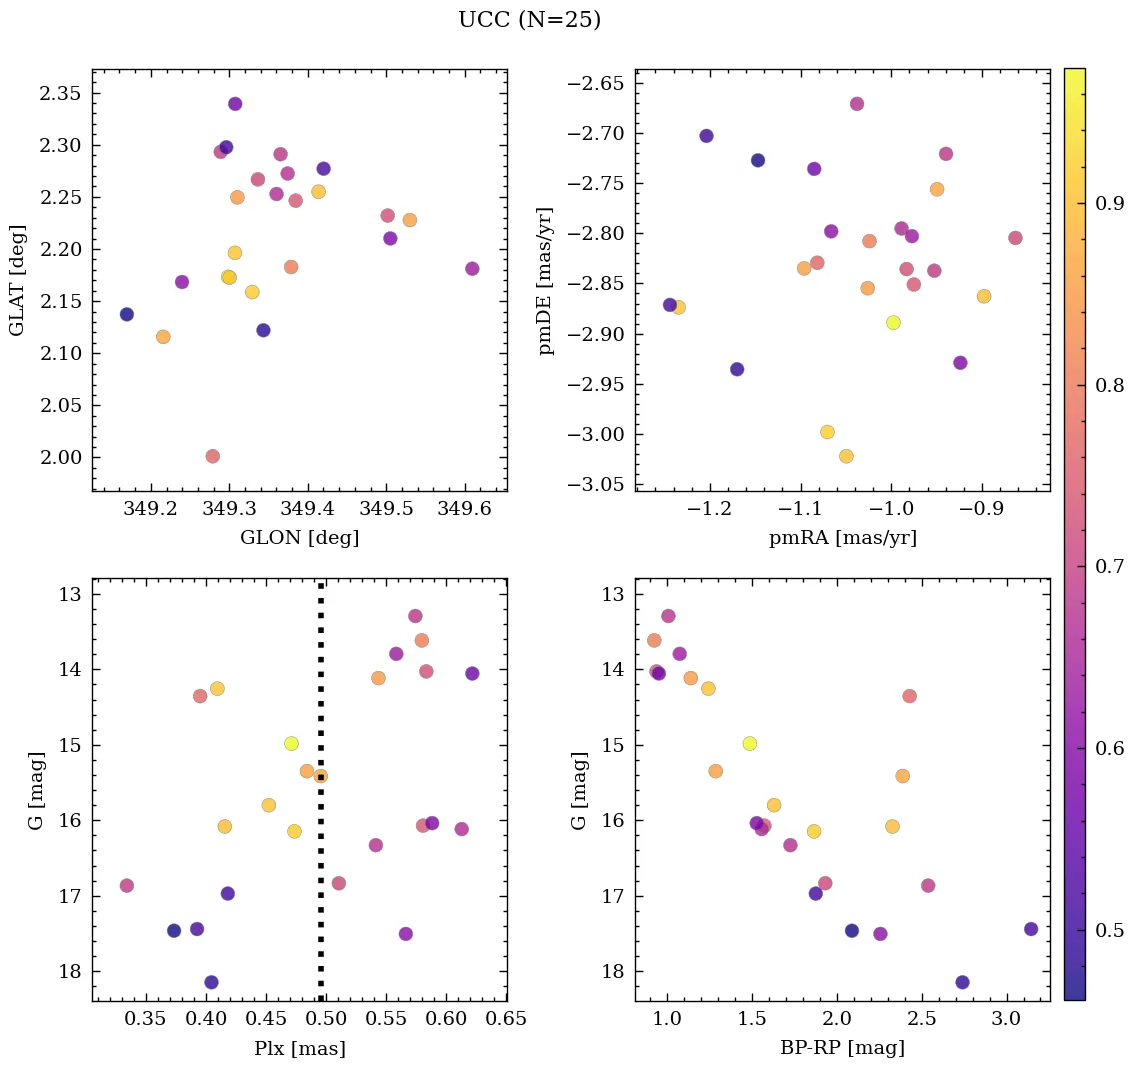 UCC (N=25)
2.35
2.30
2.25
2.20
2.15
2.10
2.05
2.00
GLAT [deg]
349.2 349.3 349.4 349.5 349.6
GLON [deg]
−2.65
−2.70
−2.75
−2.80
−2.85
−2.90
−2.95
−3.00
−3.05
pmDE [mas/yr]
−1.2 −1.1 −1.0 −0.9
pmRA [mas/yr]
0.9
0.8
0.7
0.6
0.5
13
14
15
16
17
18
G [mag]
0.35 0.40 0.45 0.50 0.55 0.60 0.65
Plx [mas]
13
14
15
16
17
18
G [mag]
1.0 1.5 2.0 2.5 3.0
BP-RP [mag]